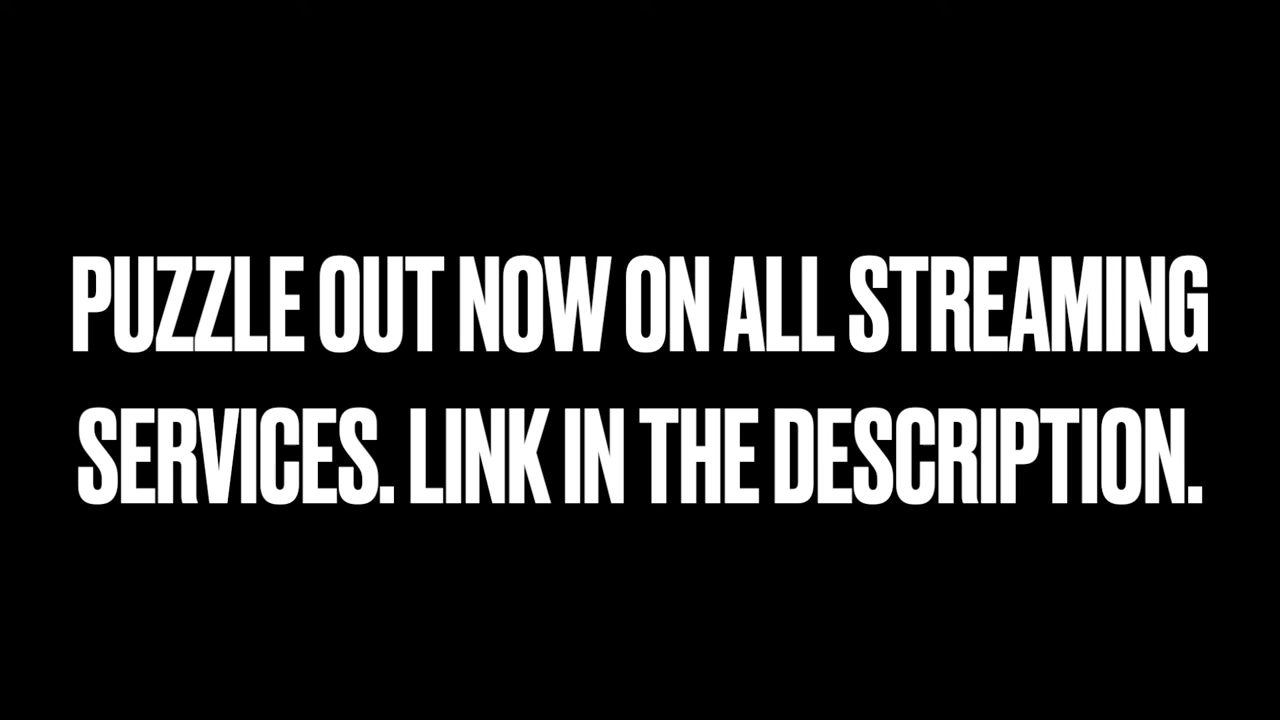 PUZZLE OUT NOW ON ALL STREAMING
SERVICES. LINK IN THE DESCRIPTION.